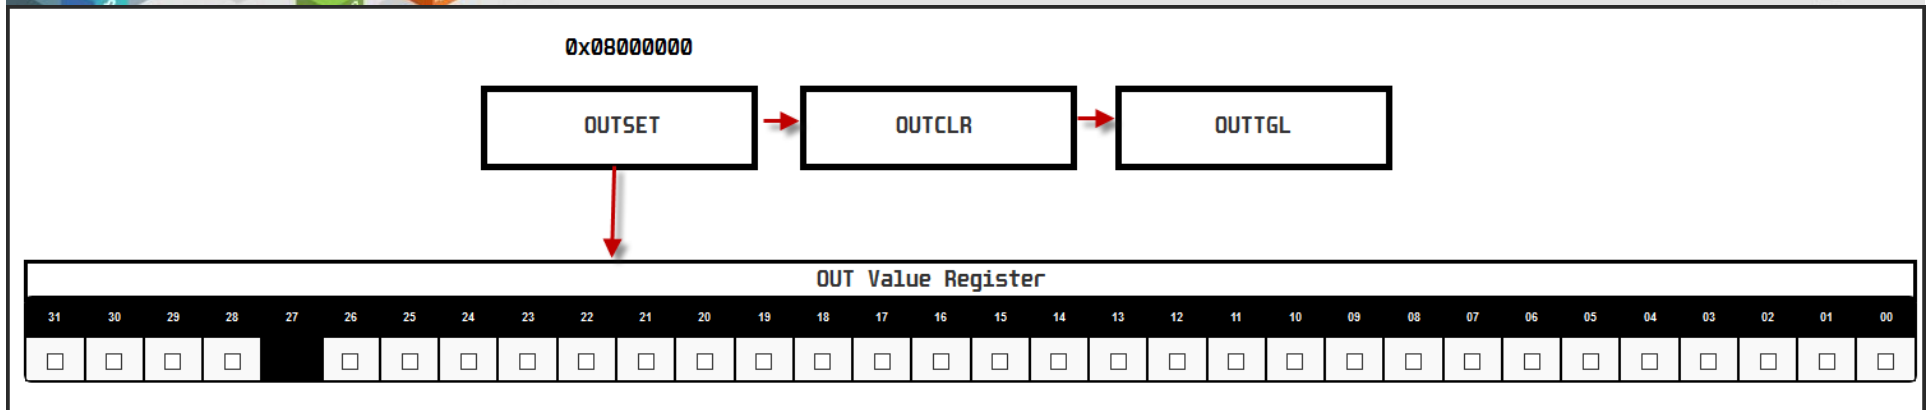 0x08000000
OUTSET OUTCLR OUTTGL
OUT Value Register
31 30 29 28 27 26 25 24 23 22 21 20 19 18 17 16 15 14 13 12 11 10 09 08 07 06 05 04 03 02 01 00